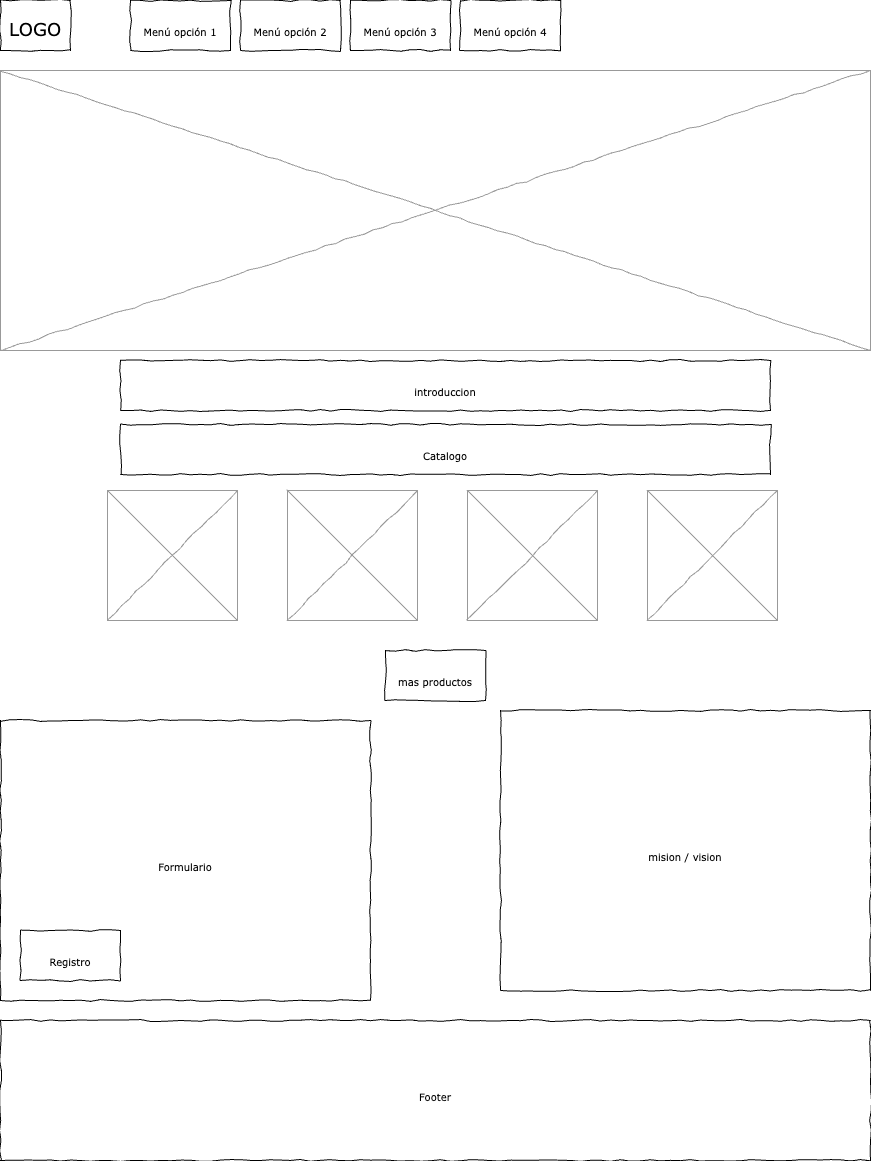 LOGO
Menú opción 1
Menú opción 2
Menú opción 3
Menú opción 4
introduccion
Catalogo
mas productos
Formulario
mision / vision
Registro
Footer